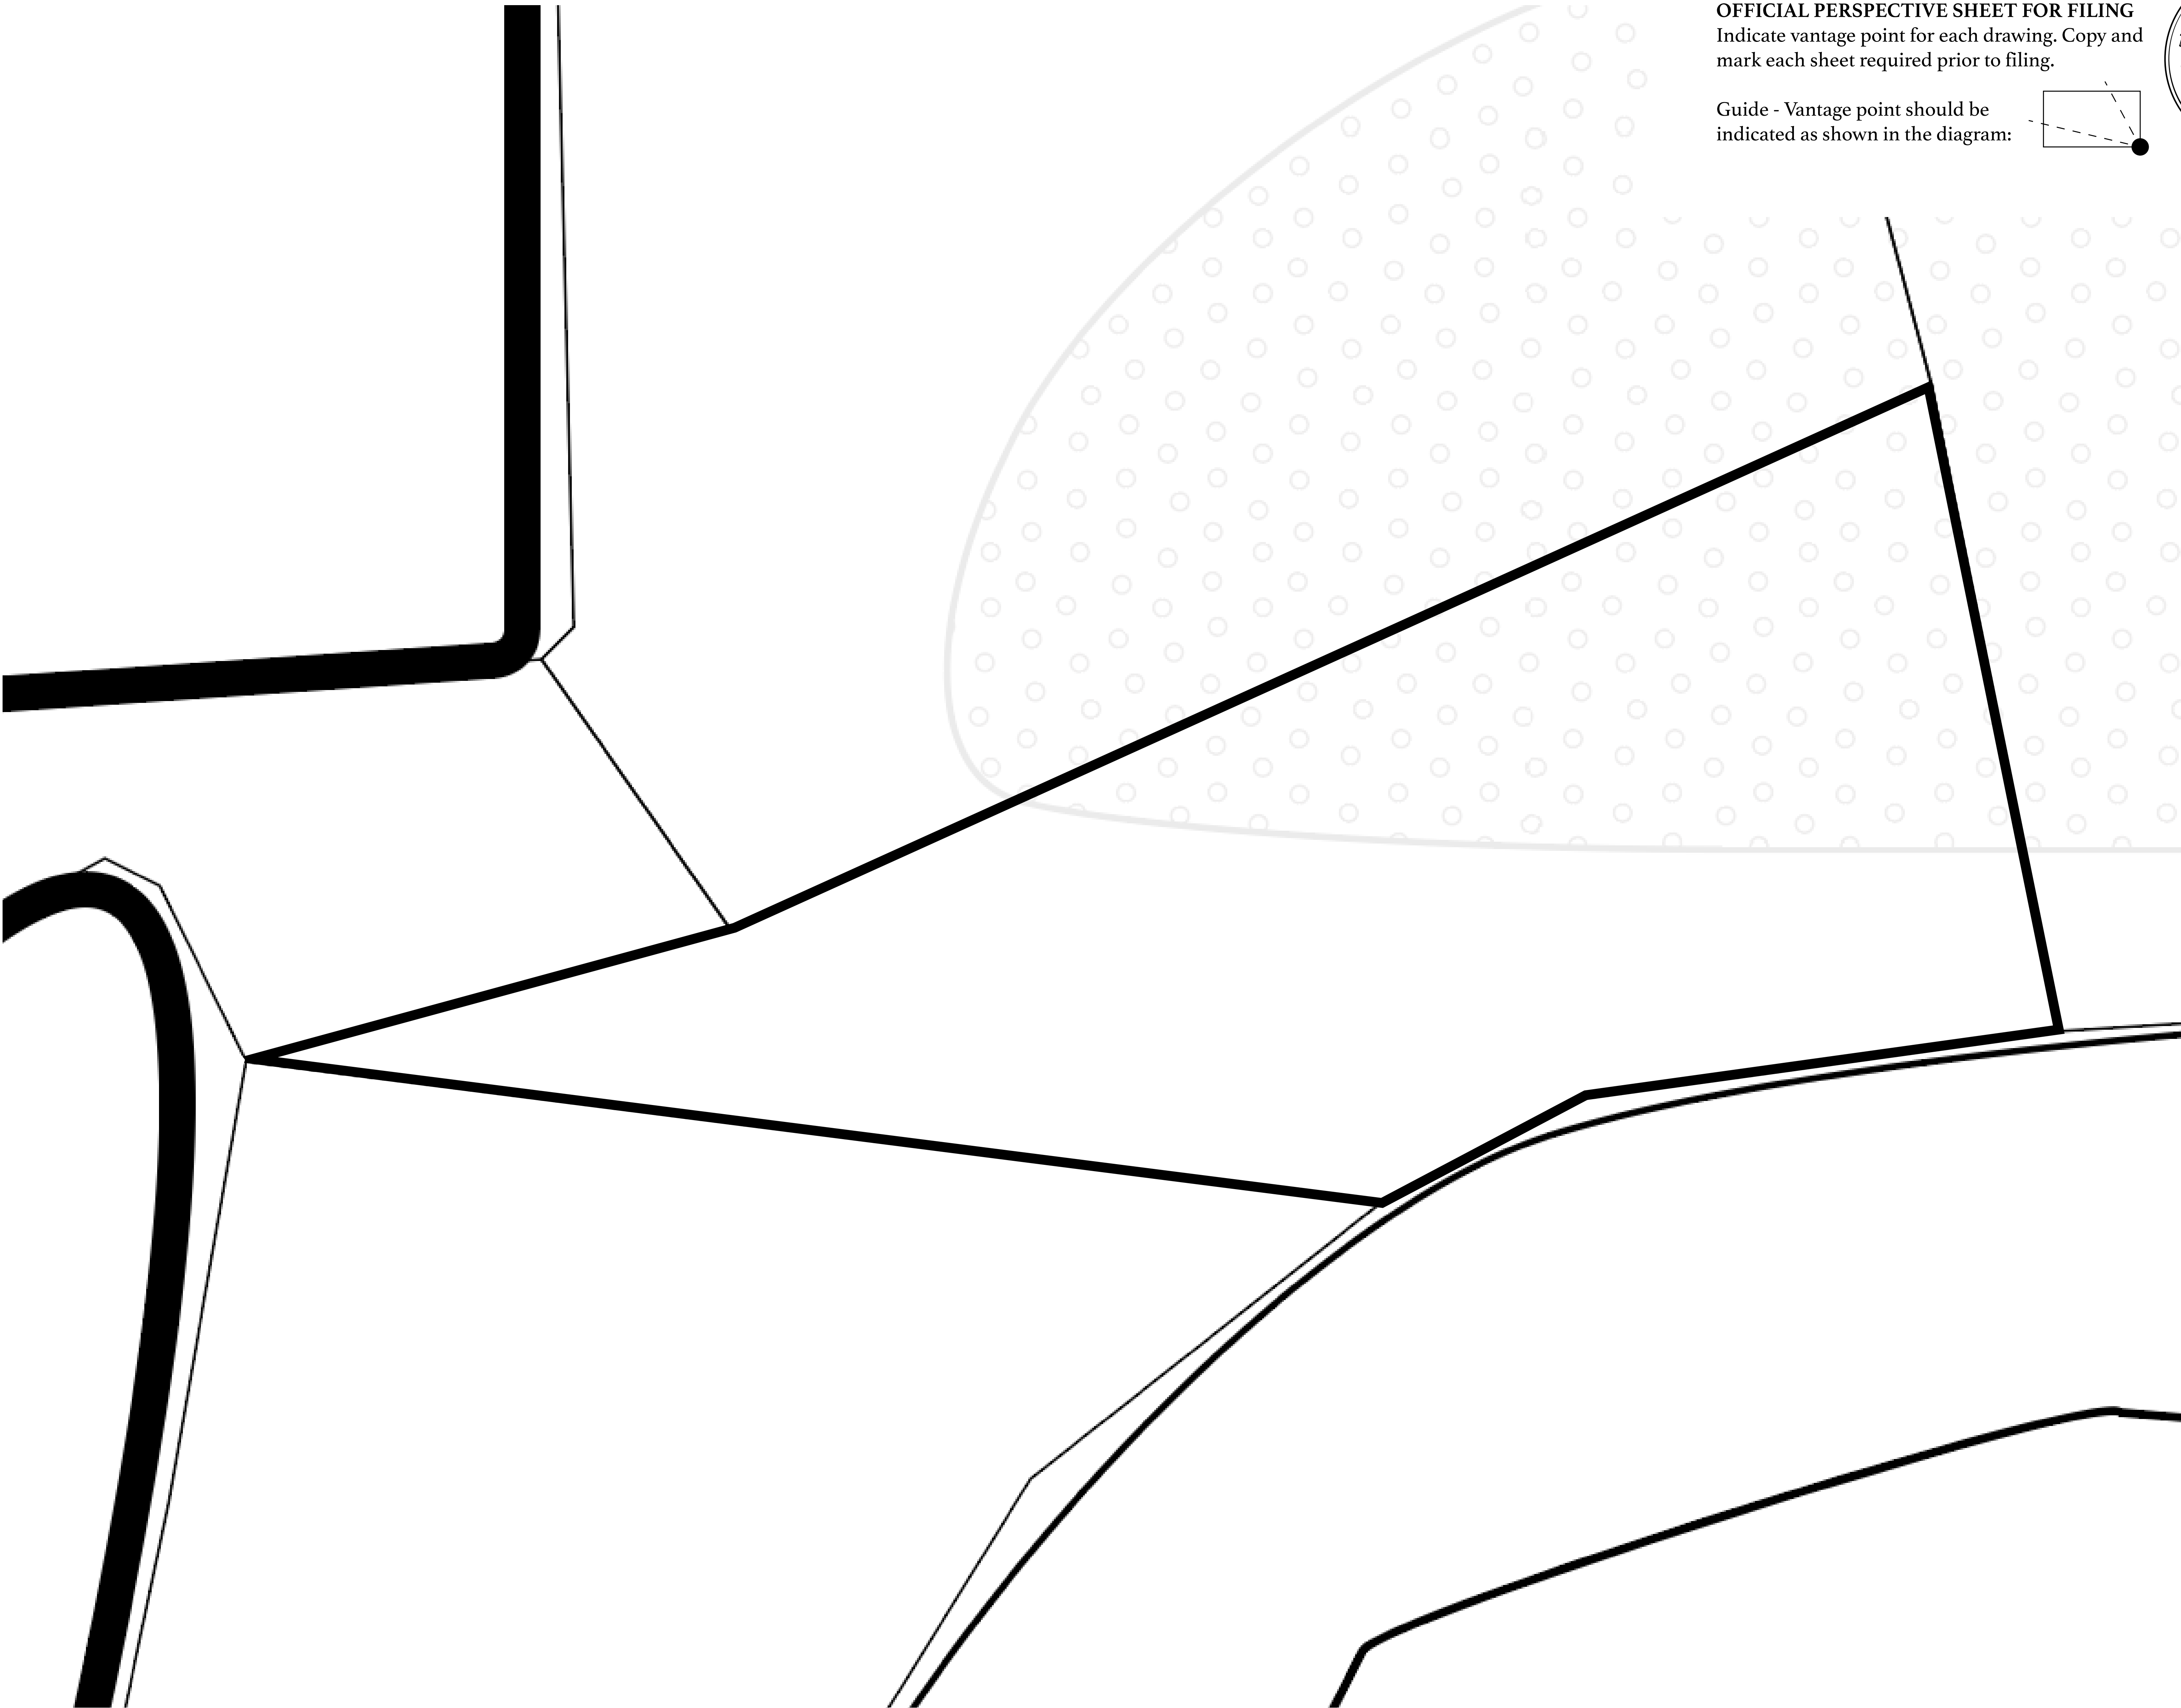 OFFICIAL PERSPECTIVE SHEET FOR FILING
Indicate vantage point for each drawing. Copy and
mark each sheet required prior to filing.
Guide - Vantage point should be
indicated as shown in the diagram: